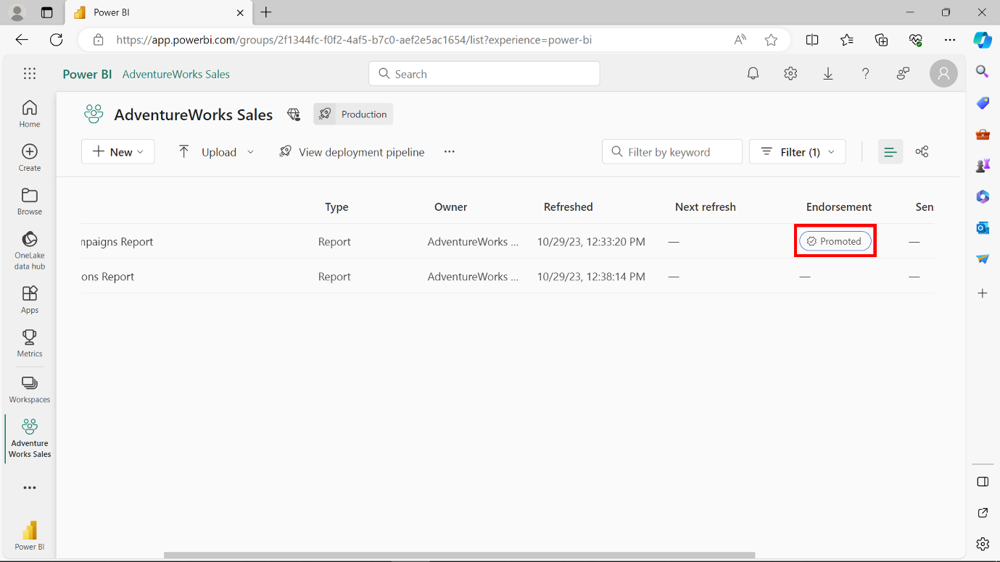 Power BI
https://app.powerbi.com/groups/2f1344fc-f0f2-4af5-b7c0-aef2e5ac1654/list?experience=power-bi
Power BI AdventureWorks Sales
Search
AdventureWorks Sales
Production
New
Upload
View deployment pipeline
Filter by keyword
Filter (1)
Home
Create
Browse
OneLake
data hub
Apps
Metrics
Workspaces
Adventure
Works Sales
Power BI
Type Owner Refreshed Next refresh Endorsement Sen
npaigns Report Report AdventureWorks ... 10/29/23, 12:33:20 PM — Promoted —
ons Report Report AdventureWorks ... 10/29/23, 12:38:14 PM — — —